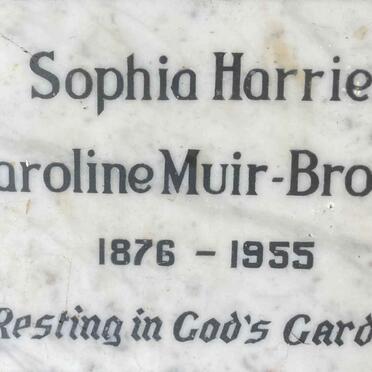 Sophia Harrie
aroline Muir-Bro
1876 - 1955
Resting in God's Gard